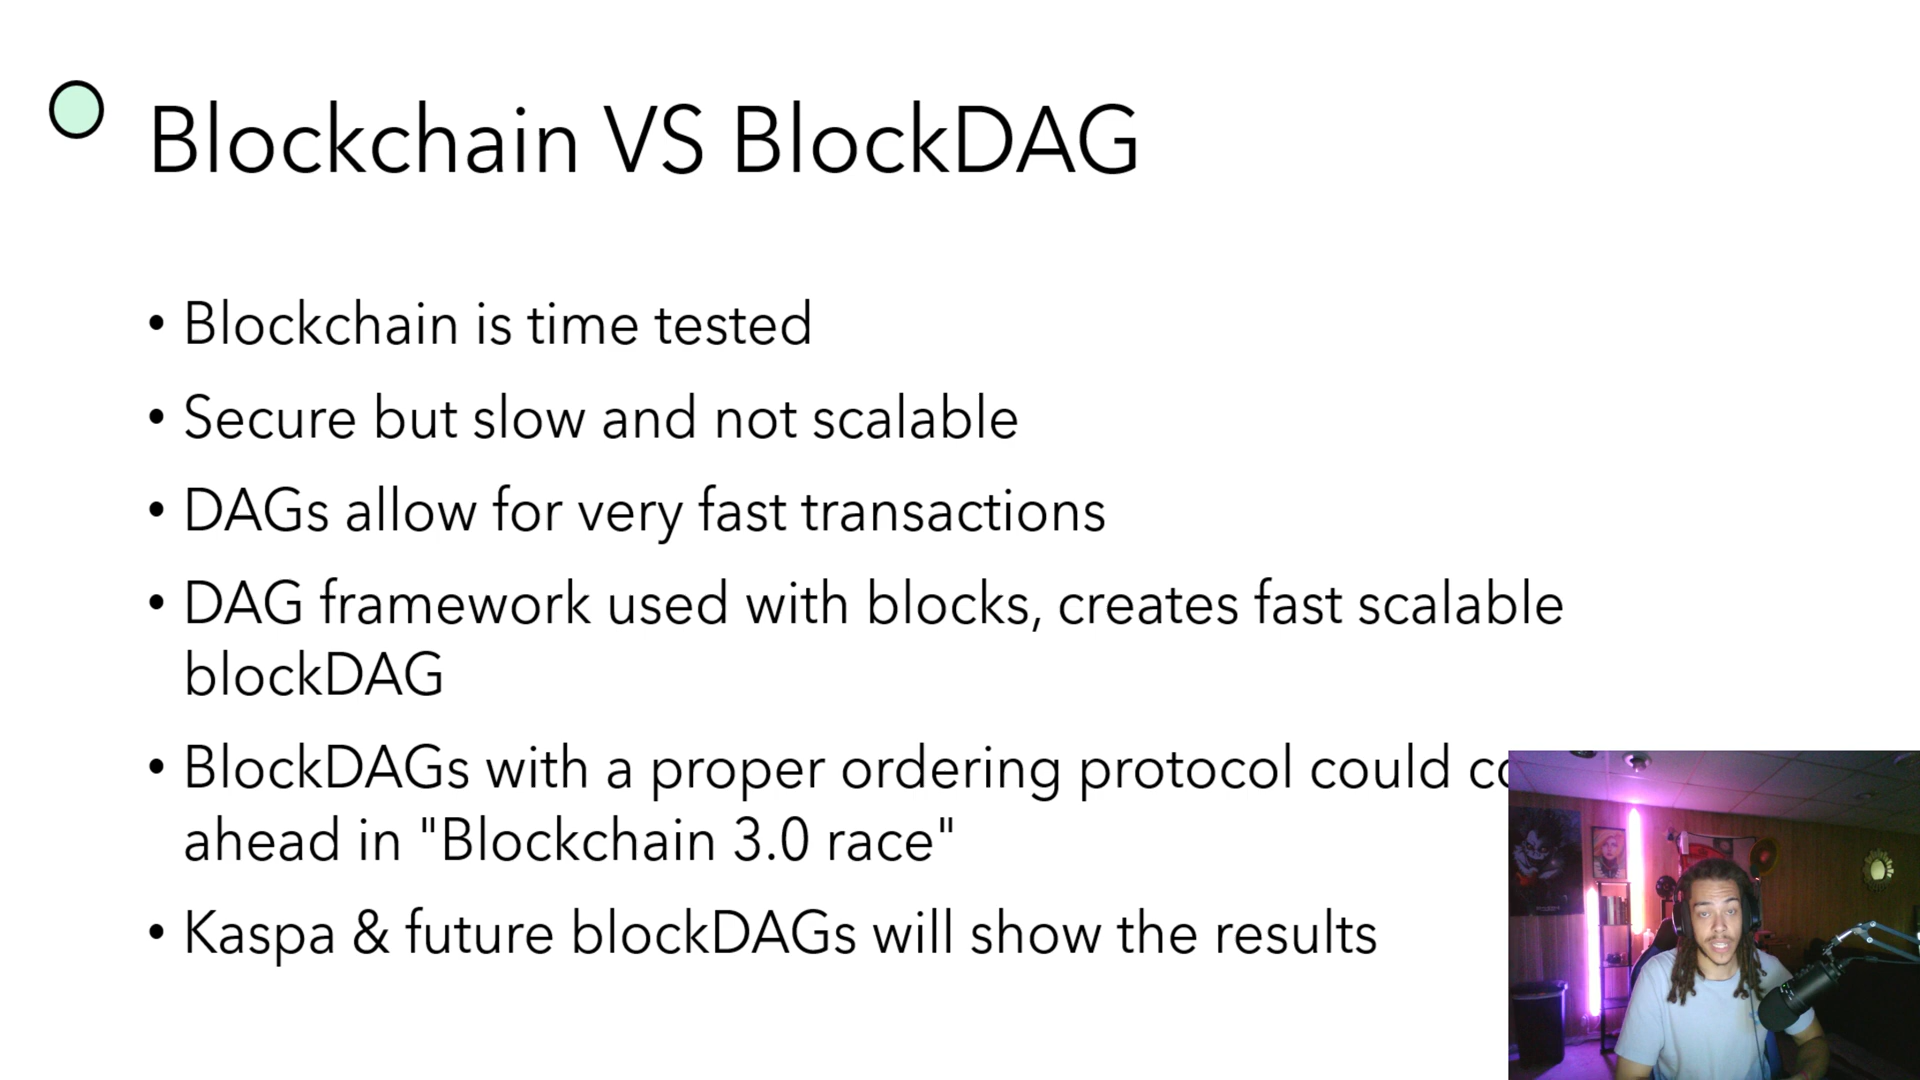 Blockchain VS BlockDAG
• Blockchain is time tested
• Secure but slow and not scalable
• DAGs allow for very fast transactions
• DAG framework used with blocks, creates fast scalable
blockDAG
• BlockDAGs with a proper ordering protocol could
ahead in "Blockchain 3.0 race"
• Kaspa & future blockDAGs will show the results